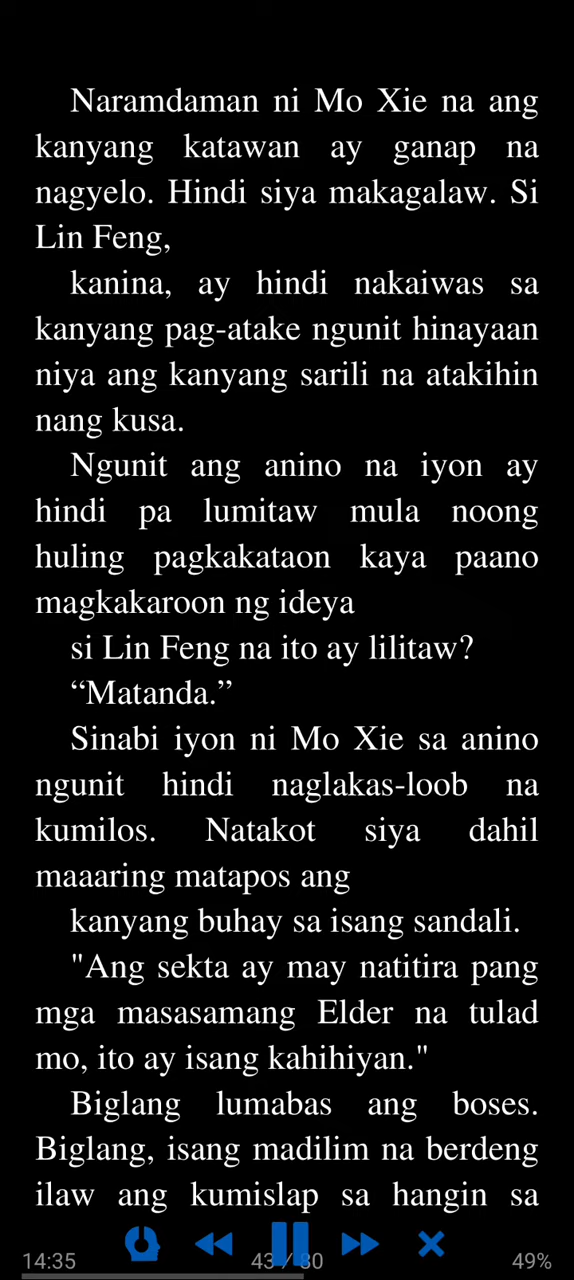 Naramdaman ni Mo Xie na ang
kanyang katawan ay ganap na
nagyelo. Hindi siya makagalaw. Si
Lin Feng,
kanina, ay hindi nakaiwas sa
kanyang pag-atake ngunit hinayaan
niya ang kanyang sarili na atakihin
nang kusa.
Ngunit ang anino na iyon ay
hindi pa lumitaw mula noong
huling pagkakataon kaya paano
magkakaroon ng ideya
si Lin Feng na ito ay lilitaw?
“Matanda.”
Sinabi iyon ni Mo Xie sa anino
ngunit hindi naglakas-loob na
kumilos. Natakot siya dahil
maaaring matapos ang
kanyang buhay sa isang sandali.
"Ang sekta ay may natitira pang
mga masasamang Elder na tulad
mo, ito ay isang kahihiyan."
Biglang lumabas ang boses.
Biglang, isang madilim na berdeng
ilaw ang kumislap sa hangin sa
14:35 43 / 80 49%